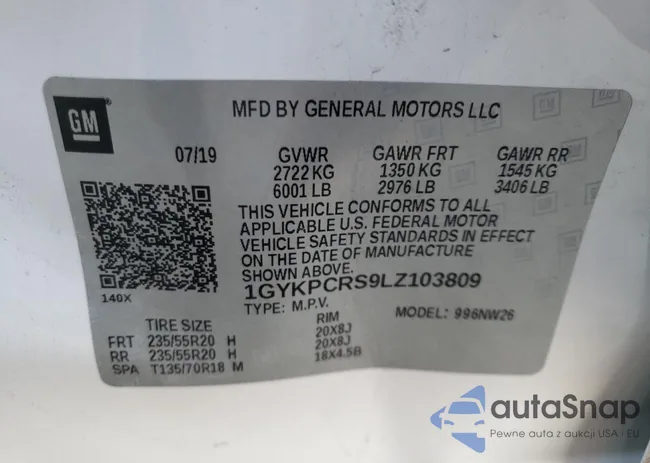 GM
MFD BY GENERAL MOTORS LLC
07/19 GVWR GAWR FRT GAWR RR
2722 KG 1350 KG 1545 KG
6001 LB 2976 LB 3406 LB
THIS VEHICLE CONFORMS TO ALL
APPLICABLE U.S. FEDERAL MOTOR
VEHICLE SAFETY STANDARDS IN EFFECT
ON THE DATE OF MANUFACTURE
SHOWN ABOVE.
140X
1GYKPCRS9LZ103809
TYPE: M.P.V. MODEL: 996NW26
TIRE SIZE RIM
FRT 235/55R20 H 20X8J
RR 235/55R20 H 20X8J
SPA T135/70R18 M 18X4.5B
autaSnap
Pewne auta z aukcji USA - EU